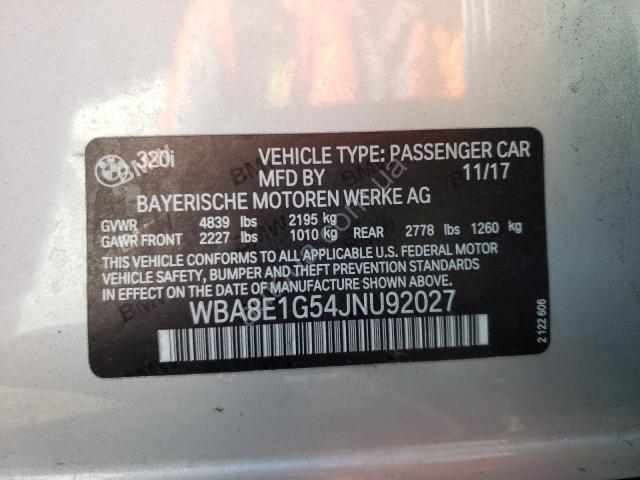 320i VEHICLE TYPE: PASSENGER CAR
MFD BY 11/17
BAYERISCHE MOTOREN WERKE AG
GVWR 4839 lbs 2195 kg
GAWR FRONT 2227 lbs 1010 kg REAR 2778 lbs 1260 kg
THIS VEHICLE CONFORMS TO ALL APPLICABLE U.S. FEDERAL MOTOR
VEHICLE SAFETY, BUMPER AND THEFT PREVENTION STANDARDS IN
EFFECT ON THE DATE OF MANUFACTURE SHOWN ABOVE.
WBA8E1G54JNU92027
2 122 606